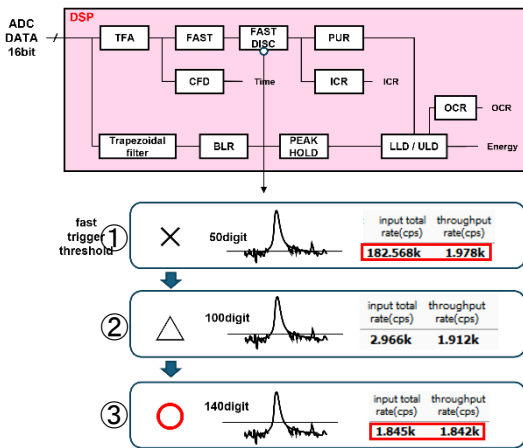 DSP
ADC
DATA
16bit
TFA
FAST
FAST
DISC
PUR
CFD
Time
ICR
ICR
OCR
OCR
Trapezoidal
filter
BLR
PEAK
HOLD
LLD / ULD
Energy
fast
trigger
threshold
①
50digit
input total
rate(cps)
throughput
rate(cps)
182.568k
1.978k
②
100digit
input total
rate(cps)
throughput
rate(cps)
2.966k
1.912k
③
140digit
input total
rate(cps)
throughput
rate(cps)
1.845k
1.842k